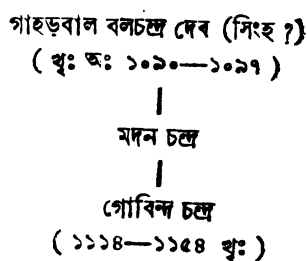 গাহড়বাল বলচন্দ্র দেব (সিংহ ?)
( খৃঃ অঃ ১০৯০—১০৯৭ )
মদন চন্দ্র
গোবিন্দ চন্দ্র
( ১১১৪—১১৫৪ খৃঃ )